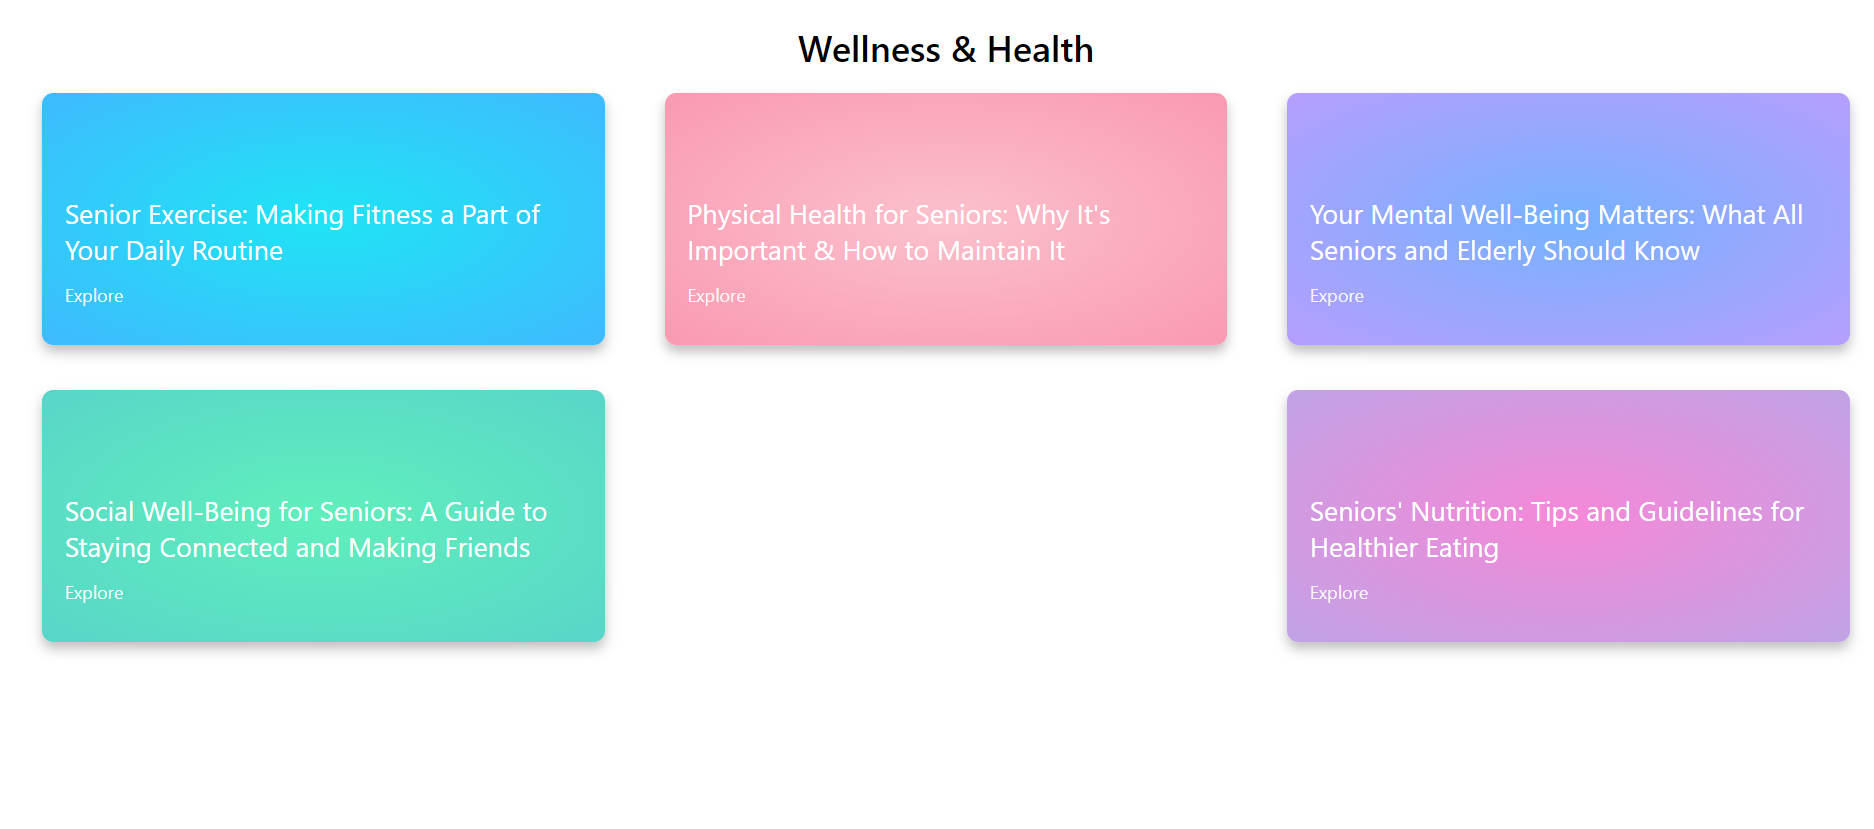 Wellness & Health
Senior Exercise: Making Fitness a Part of
Your Daily Routine
Explore
Physical Health for Seniors: Why It's
Important & How to Maintain It
Explore
Your Mental Well-Being Matters: What All
Seniors and Elderly Should Know
Expore
Social Well-Being for Seniors: A Guide to
Staying Connected and Making Friends
Explore
Seniors' Nutrition: Tips and Guidelines for
Healthier Eating
Explore